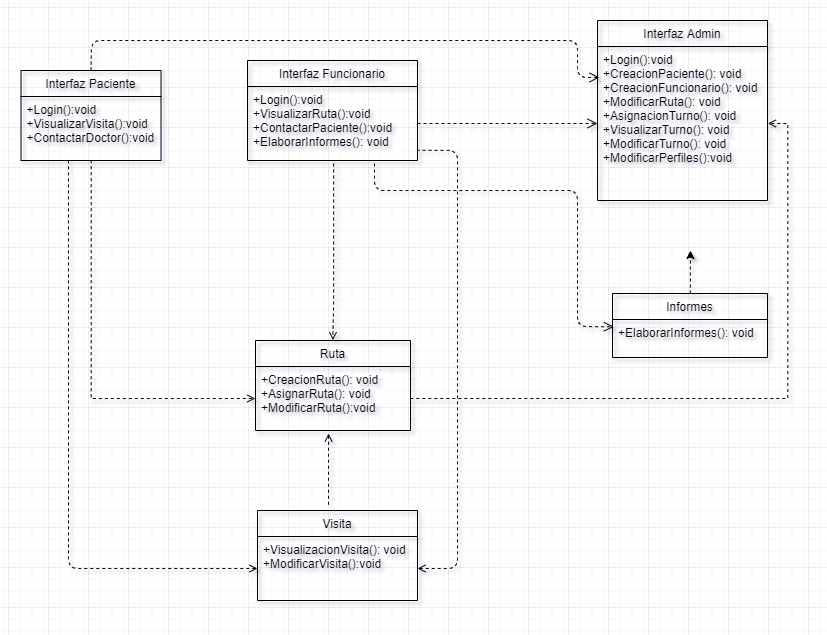 Interfaz Paciente
+Login():void
+VisualizarVisita():void
+ContactarDoctor():void
Interfaz Funcionario
+Login():void
+VisualizarRuta():void
+ContactarPaciente():void
+ElaborarInformes(): void
Interfaz Admin
+Login():void
+CreacionPaciente(): void
+CreacionFuncionario(): void
+ModificarRuta(): void
+AsignacionTurno(): void
+VisualizarTurno(): void
+ModificarTurno(): void
+ModificarPerfiles():void
Informes
+ElaborarInformes(): void
Ruta
+CreacionRuta(): void
+AsignarRuta(): void
+ModificarRuta():void
Visita
+VisualizacionVisita(): void
+ModificarVisita():void